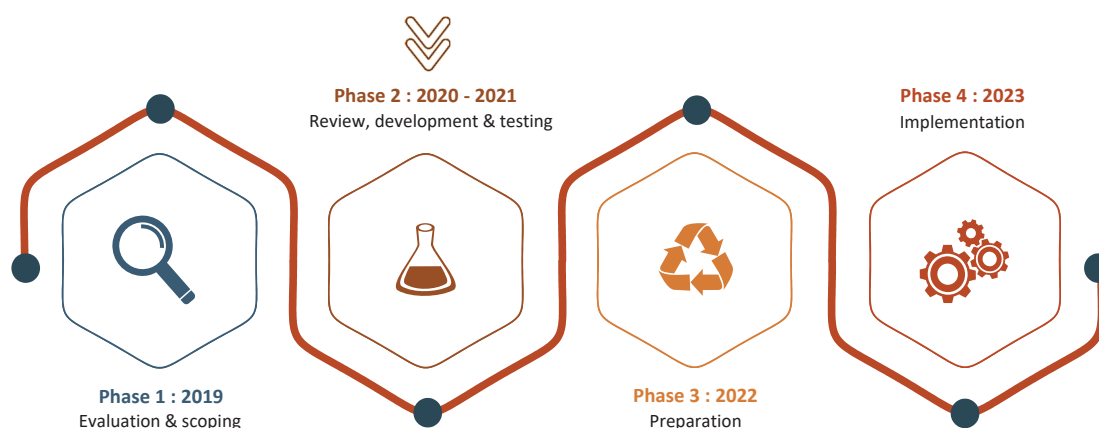 Phase 1 : 2019
Evaluation & scoping
Phase 2 : 2020 - 2021
Review, development & testing
Phase 3 : 2022
Preparation
Phase 4 : 2023
Implementation